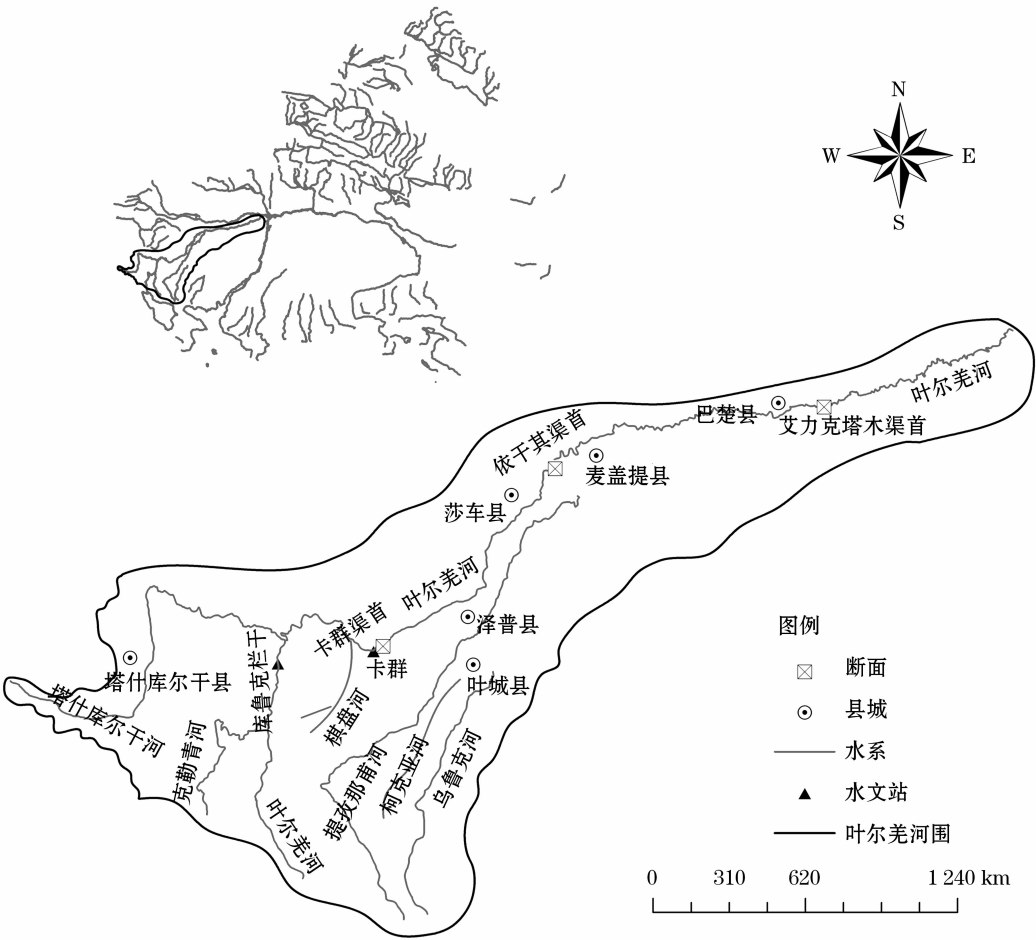 N
W
E
S
叶尔羌河
巴楚县
艾力克塔木渠首
依干其渠首
麦盖提县
莎车县
叶尔羌河
卡群渠首
泽普县
卡群
叶城县
库鲁克栏干
塔什库尔干县
塔什库尔干河
棋盘河
克勒青河
提孜那甫河
柯克亚河
乌鲁克河
叶尔羌河
图例
断面
县城
水系
水文站
叶尔羌河围
0 310 620 1 240 km